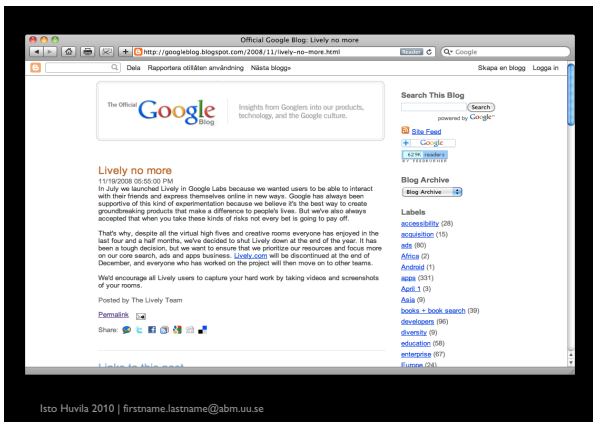 Official Google Blog: Lively no more
http://googleblog.blogspot.com/2008/11/lively-no-more.html
Reader
Google
Dela Rapportera otillåten användning Nästa blogg»
Skapa en blogg Logga in
The Official
Google
Blog
Insights from Googlers into our products,
technology, and the Google culture.
Lively no more
11/19/2008 05:55:00 PM
In July we launched Lively in Google Labs because we wanted users to be able to interact
with their friends and express themselves online in new ways. Google has always been
supportive of this kind of experimentation because we believe it's the best way to create
groundbreaking products that make a difference to people's lives. But we've also always
accepted that when you take these kinds of risks not every bet is going to pay off.
That's why, despite all the virtual high fives and creative rooms everyone has enjoyed in the
last four and a half months, we've decided to shut Lively down at the end of the year. It has
been a tough decision, but we want to ensure that we prioritize our resources and focus more
on our core search, ads and apps business. Lively.com will be discontinued at the end of
December, and everyone who has worked on the project will then move on to other teams.
We'd encourage all Lively users to capture your hard work by taking videos and screenshots
of your rooms.
Posted by The Lively Team
Permalink
Share:
Links to this post
Search This Blog
Search
powered by Google™
Site Feed
+ Google
629K readers
BY FEEDBURNER
Blog Archive
Blog Archive
Labels
accessibility (28)
acquisition (15)
ads (80)
Africa (2)
Android (1)
apps (331)
April 1 (3)
Asia (9)
books + book search (39)
developers (96)
diversity (9)
education (58)
enterprise (67)
Europe (24)
Isto Huvila 2010 | firstname.lastname@abm.uu.se